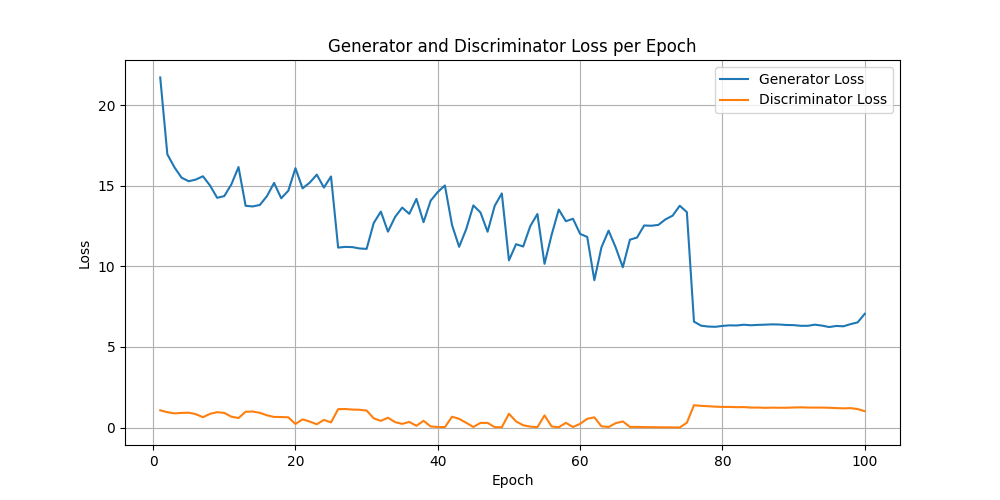 Generator and Discriminator Loss per Epoch
Generator Loss
Discriminator Loss
Loss
20
15
10
5
0
0 20 40 60 80 100
Epoch